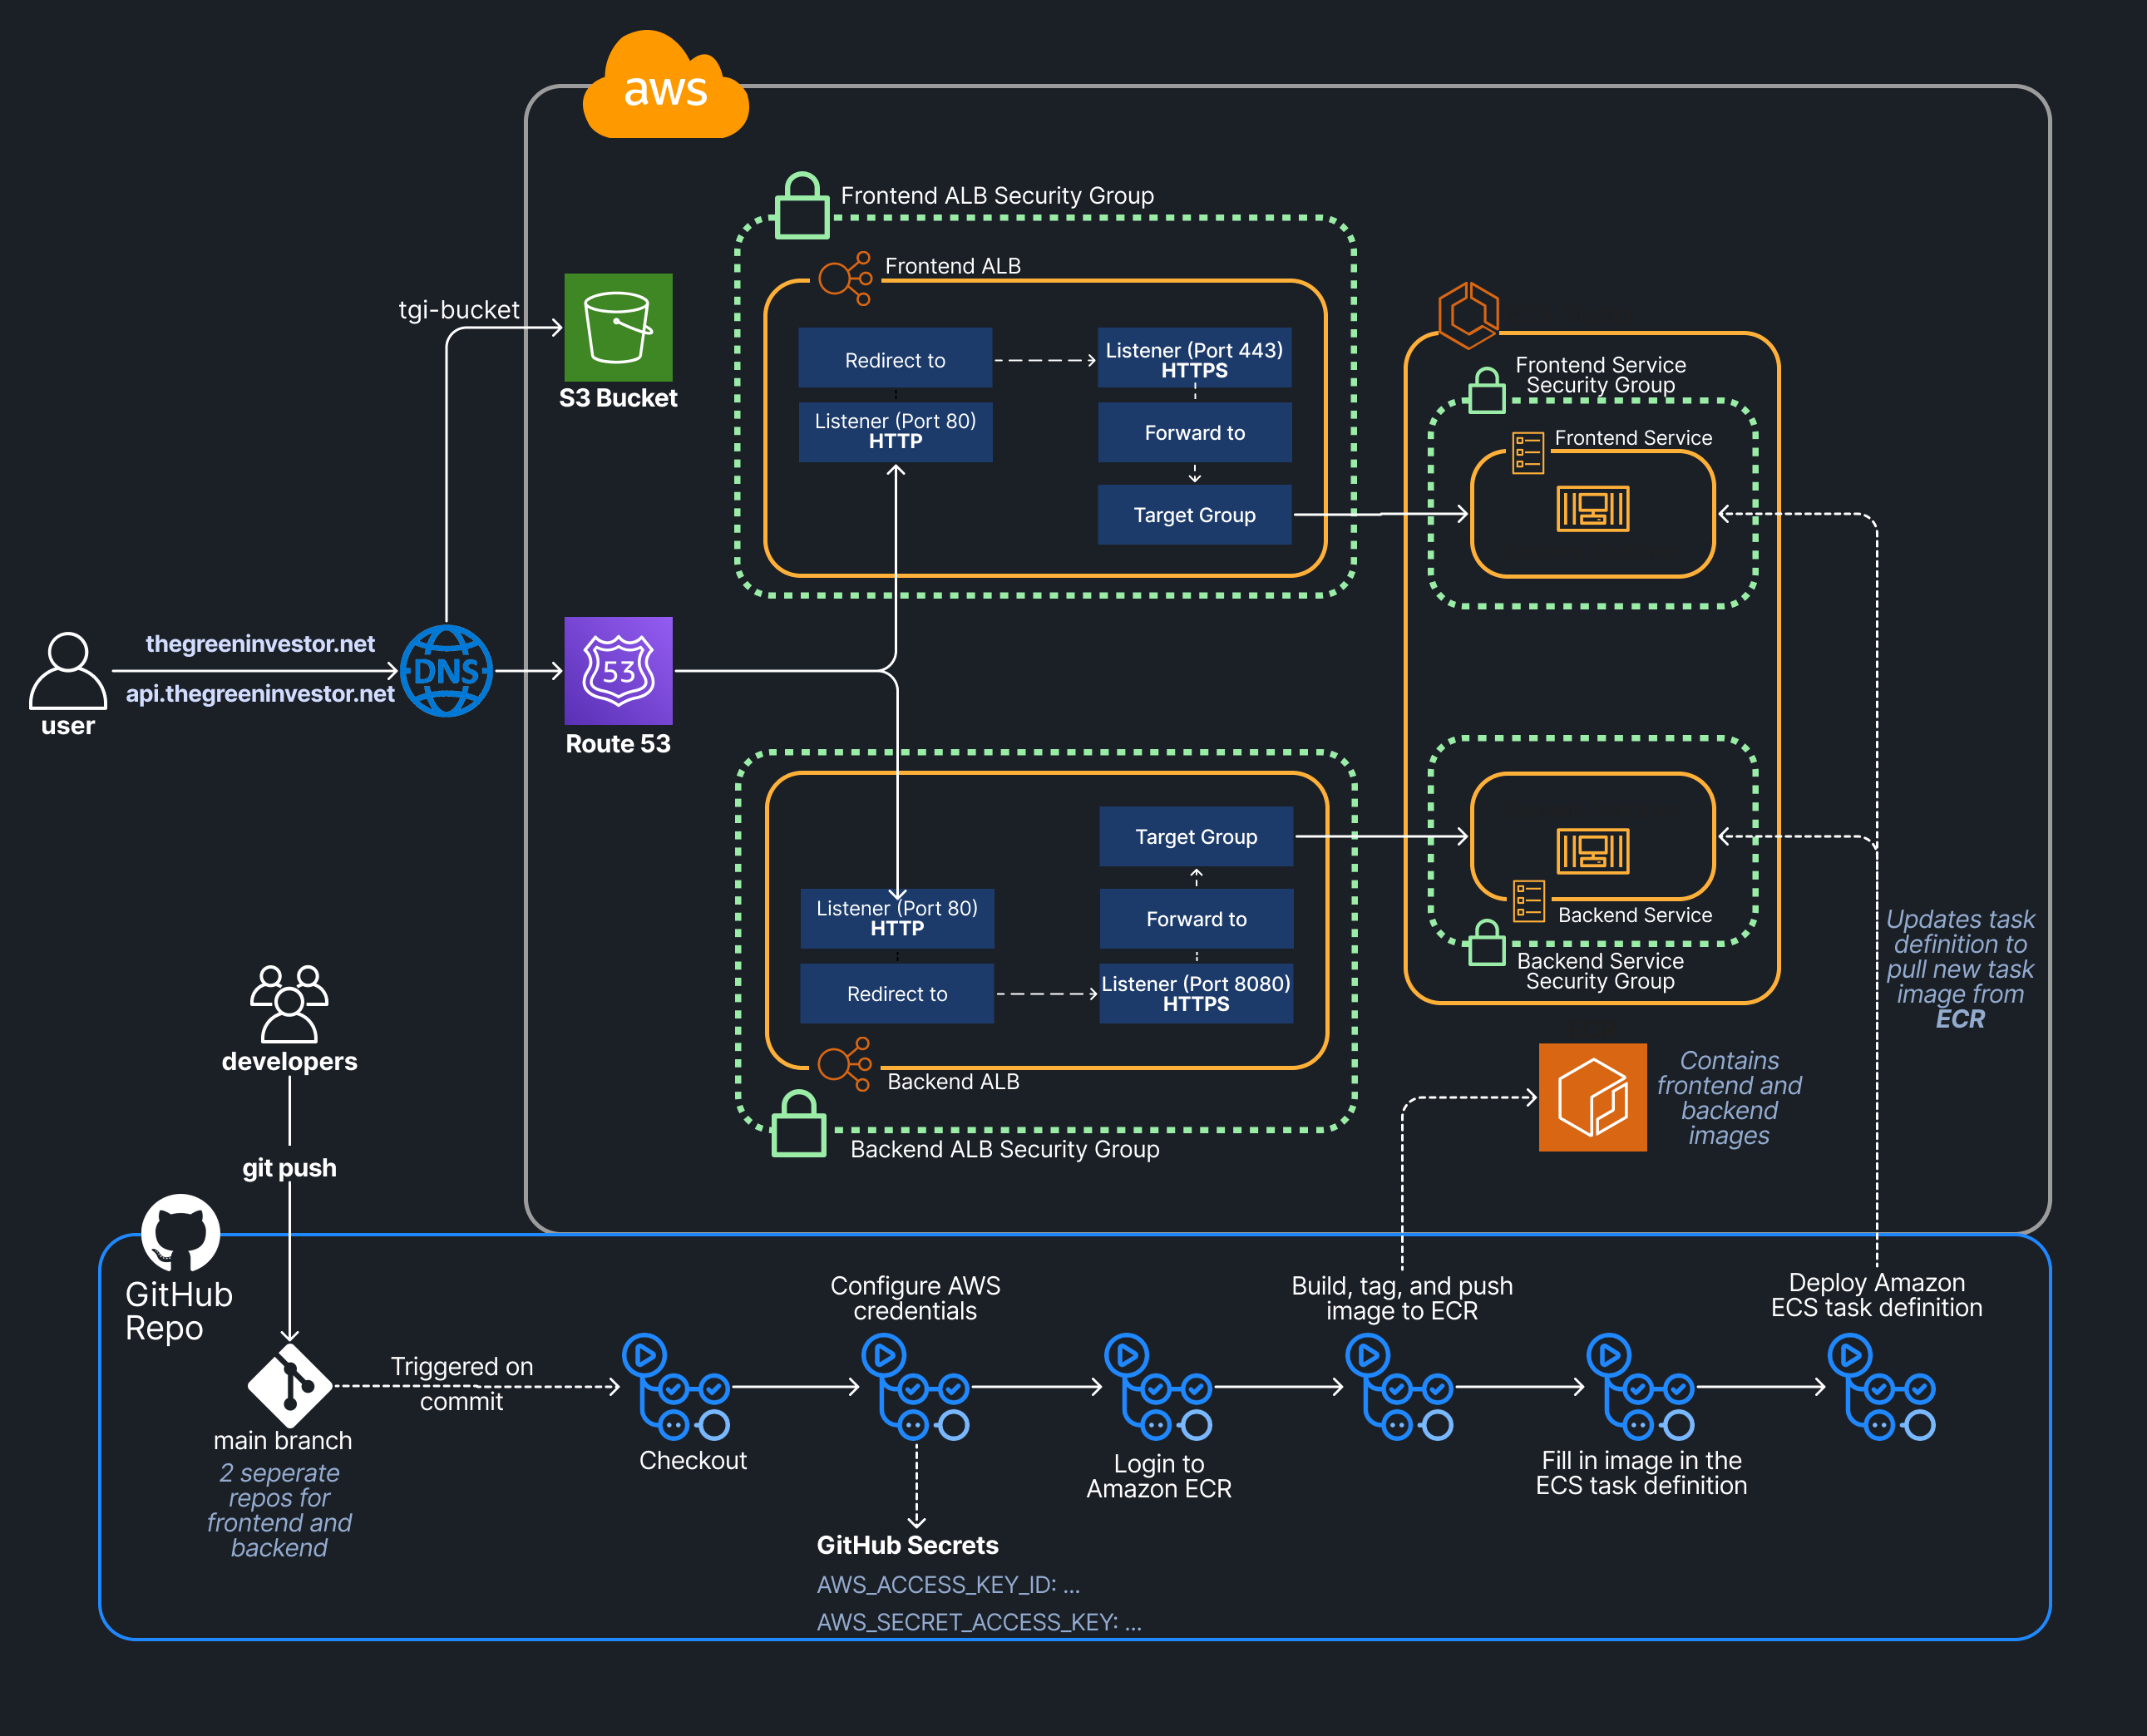 aws
Frontend ALB Security Group
Frontend ALB
Redirect to
Listener (Port 443)
HTTPS
Listener (Port 80)
HTTP
Forward to
Target Group
tgi-bucket
S3 Bucket
Frontend Service
Security Group
Frontend Service
thegreeninvestor.net
api.thegreeninvestor.net
user
DNS
53
Route 53
Target Group
Listener (Port 80)
HTTP
Forward to
Redirect to
Listener (Port 8080)
HTTPS
Backend ALB
Backend ALB Security Group
Backend Service
Backend Service
Security Group
Updates task
definition to
pull new task
image from
ECR
Contains
frontend and
backend
images
developers
git push
GitHub
Repo
main branch
2 seperate
repos for
frontend and
backend
Triggered on
commit
Checkout
Configure AWS
credentials
GitHub Secrets
AWS_ACCESS_KEY_ID: ...
AWS_SECRET_ACCESS_KEY: ...
Login to
Amazon ECR
Build, tag, and push
image to ECR
Fill in image in the
ECS task definition
Deploy Amazon
ECS task definition